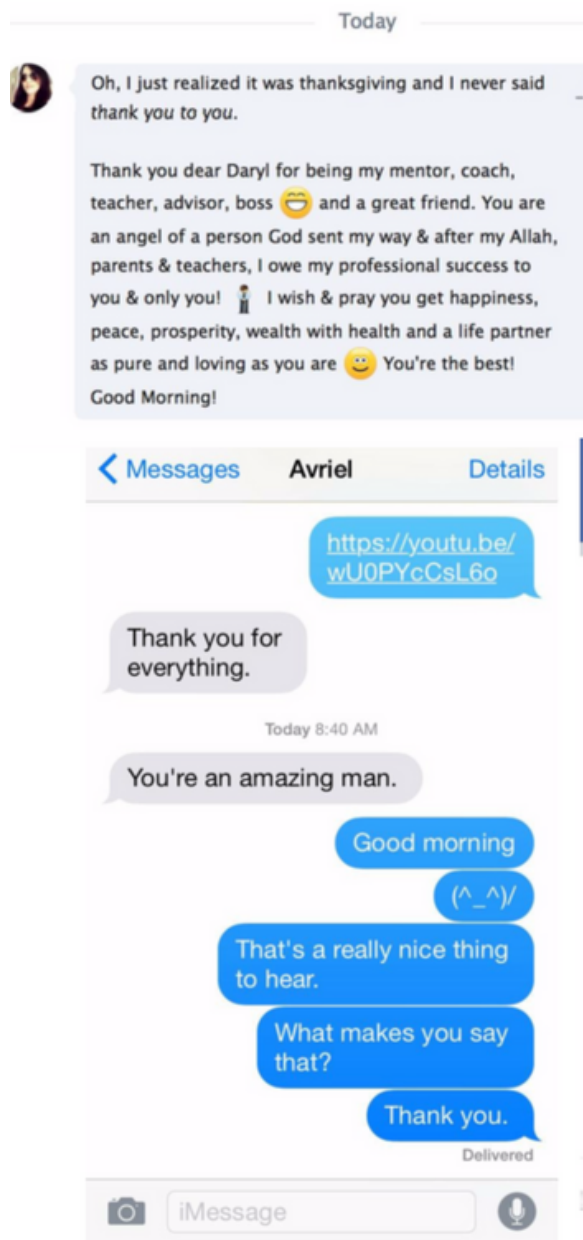 Today
Oh, I just realized it was thanksgiving and I never said
thank you to you.
Thank you dear Daryl for being my mentor, coach,
teacher, advisor, boss 😁 and a great friend. You are
an angel of a person God sent my way & after my Allah,
parents & teachers, I owe my professional success to
you & only you! I wish & pray you get happiness,
peace, prosperity, wealth with health and a life partner
as pure and loving as you are 🙂 You're the best!
Good Morning!
Messages Avriel Details
https://youtu.be/
wU0PYcCsL6o
Thank you for
everything.
Today 8:40 AM
You're an amazing man.
Good morning
(^_^)/
That's a really nice thing
to hear.
What makes you say
that?
Thank you.
Delivered
iMessage